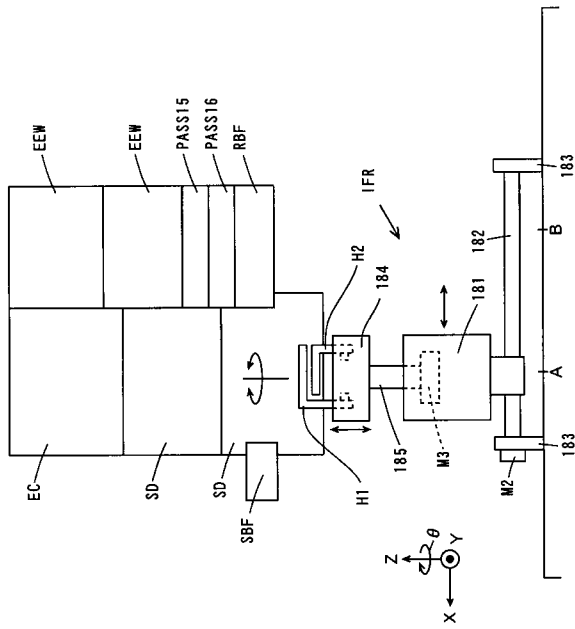 EEW
EEW
PASS15
PASS16
RBF
IFR
H2
184
181
182
183
B
A
EC
SD
SD
SBF
H1
185
M3
M2
183
Z
θ
Y
X